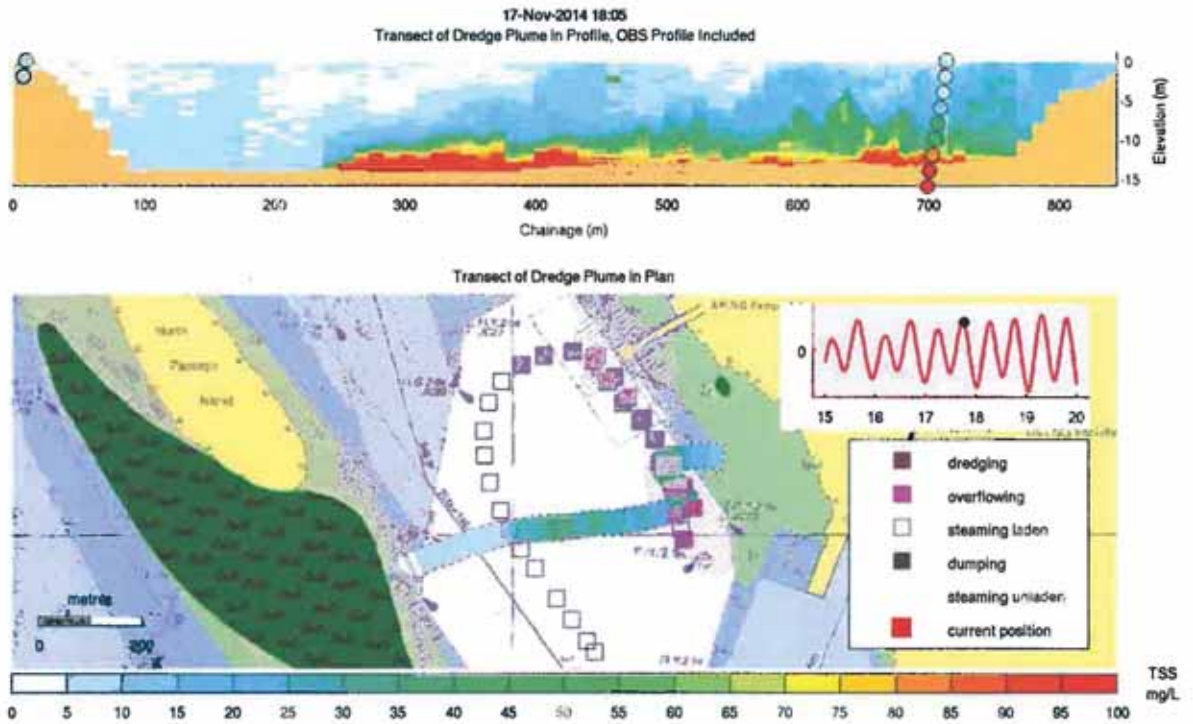 17-Nov-2014 18:05
Transect of Dredge Plume in Profile, OBS Profile Included
0
-5
-10
-15
Elevation (m)
0 100 200 300 400 500 600 700 800
Chainage (m)
Transect of Dredge Plume in Plan
North
Passage
Island
0
15 16 17 18 19 20
dredging
overflowing
steaming laden
dumping
steaming unladen
current position
metres
0
TSS
mg/L
0 5 10 15 20 25 30 35 40 45 50 55 60 65 70 75 80 85 90 95 100